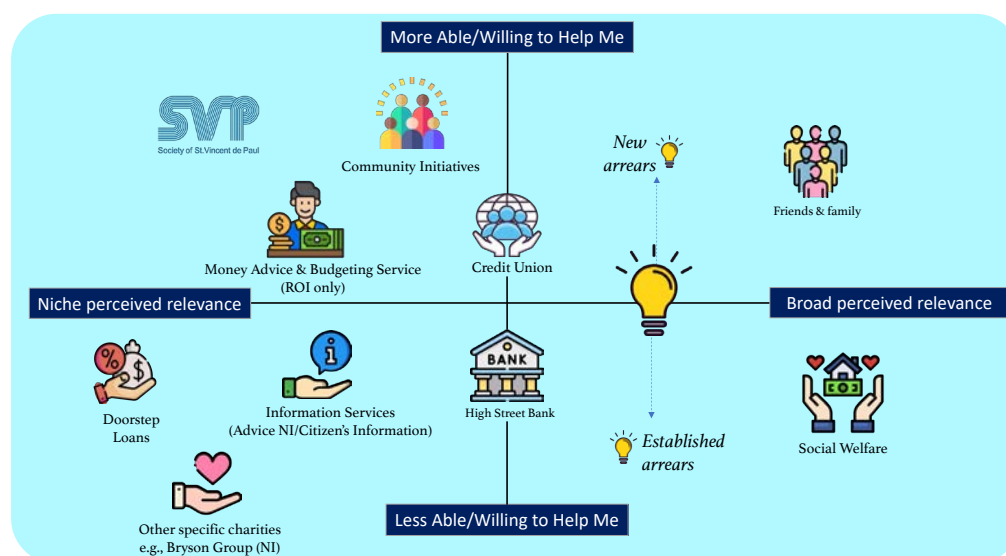 More Able/Willing to Help Me
SVP
Society of St.Vincent de Paul
Community Initiatives
New
arrears
Friends & family
Money Advice & Budgeting Service
(ROI only)
Credit Union
Niche perceived relevance
Broad perceived relevance
%
$
i
BANK
Doorstep
Loans
Information Services
(Advice NI/Citizen's Information)
High Street Bank
Established
arrears
Social Welfare
Other specific charities
e.g., Bryson Group (NI)
Less Able/Willing to Help Me